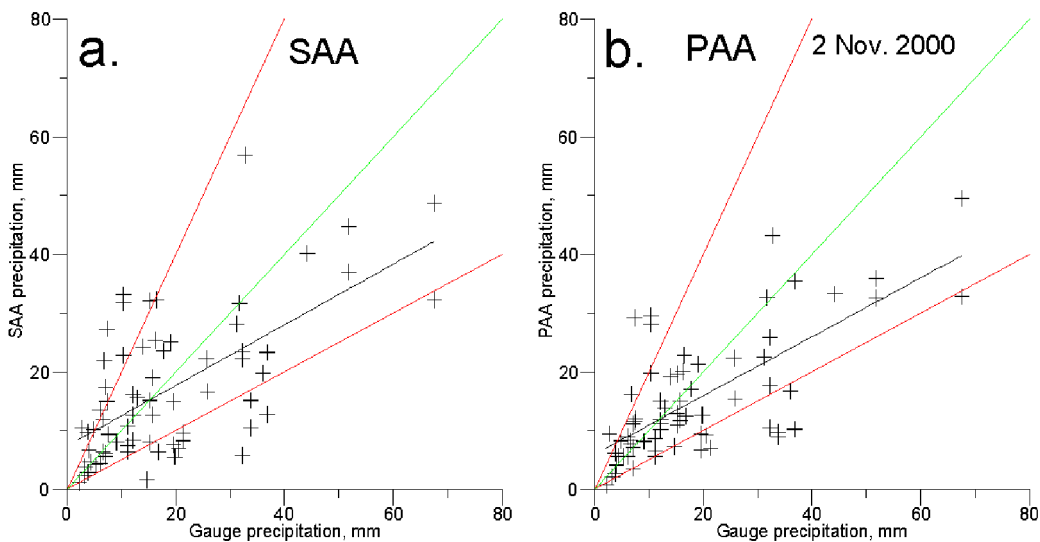 a.
SAA
80
60
40
20
0
SAA precipitation, mm
0 20 40 60 80
Gauge precipitation, mm
b.
PAA
2 Nov. 2000
80
60
40
20
0
PAA precipitation, mm
0 20 40 60 80
Gauge precipitation, mm